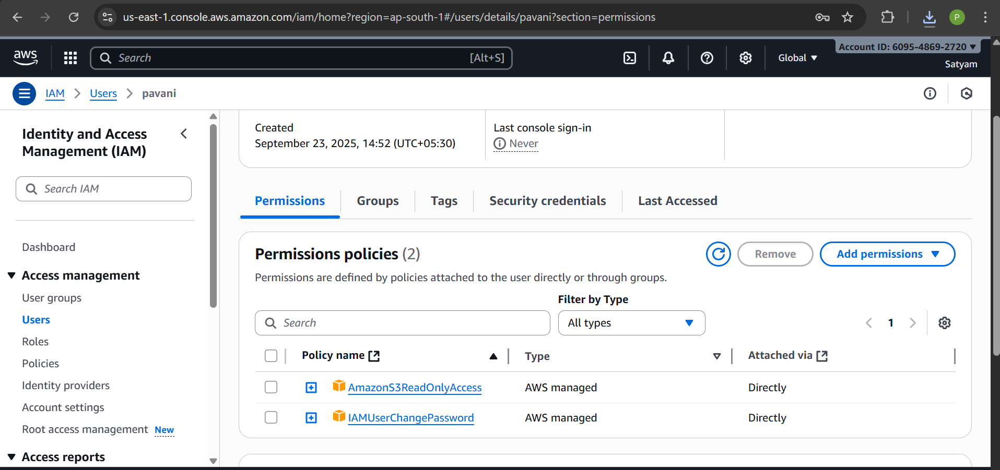 us-east-1.console.aws.amazon.com/iam/home?region=ap-south-1#/users/details/pavani?section=permissions
P
aws
Search
[Alt+S]
Global
Account ID: 6095-4869-2720
Satyam
IAM
Users
pavani
Identity and Access
Management (IAM)
Search IAM
Dashboard
Access management
User groups
Users
Roles
Policies
Identity providers
Account settings
Root access management New
Access reports
Created
September 23, 2025, 14:52 (UTC+05:30)
Last console sign-in
Never
Permissions
Groups
Tags
Security credentials
Last Accessed
Permissions policies (2)
Remove
Add permissions
Permissions are defined by policies attached to the user directly or through groups.
Filter by Type
Search
All types
1
Policy name
Type
Attached via
AmazonS3ReadOnlyAccess
AWS managed
Directly
IAMUserChangePassword
AWS managed
Directly